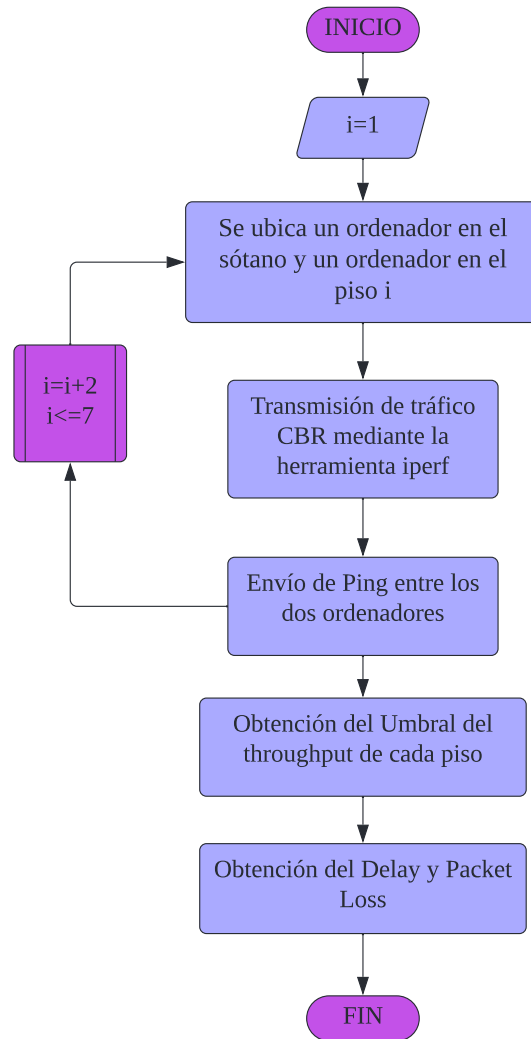 INICIO
i=1
Se ubica un ordenador en el
sótano y un ordenador en el
piso i
i=i+2
i<=7
Transmisión de tráfico
CBR mediante la
herramienta iperf
Envío de Ping entre los
dos ordenadores
Obtención del Umbral del
throughput de cada piso
Obtención del Delay y Packet
Loss
FIN